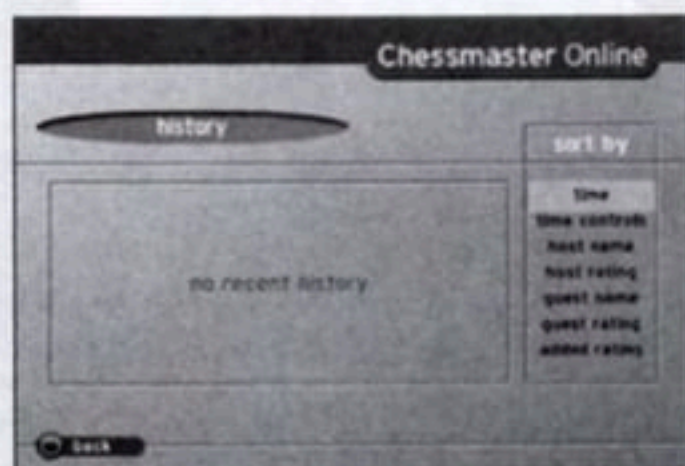 Chessmaster Online
history
sort by
time
time controls
host name
host rating
guest name
guest rating
added rating
no recent history
back